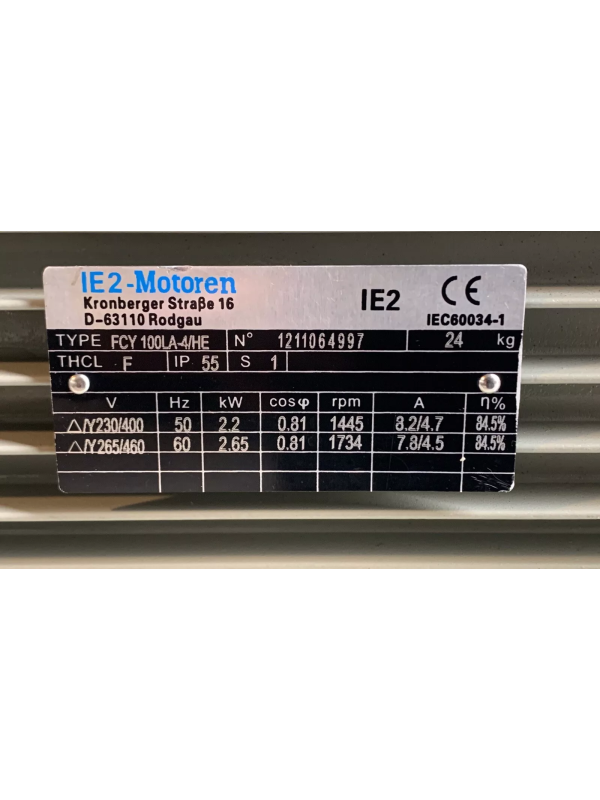 IE2-Motoren
Kronberger Straße 16
D-63110 Rodgau
IE2
CE
IEC60034-1
TYPE FCY 100LA-4/HE N° 1211064997 24 kg
THCL F IP 55 S 1
V Hz kW cosφ rpm A η%
△/Y230/400 50 2.2 0.81 1445 8.2/4.7 84.5%
△/Y265/460 60 2.65 0.81 1734 7.8/4.5 84.5%